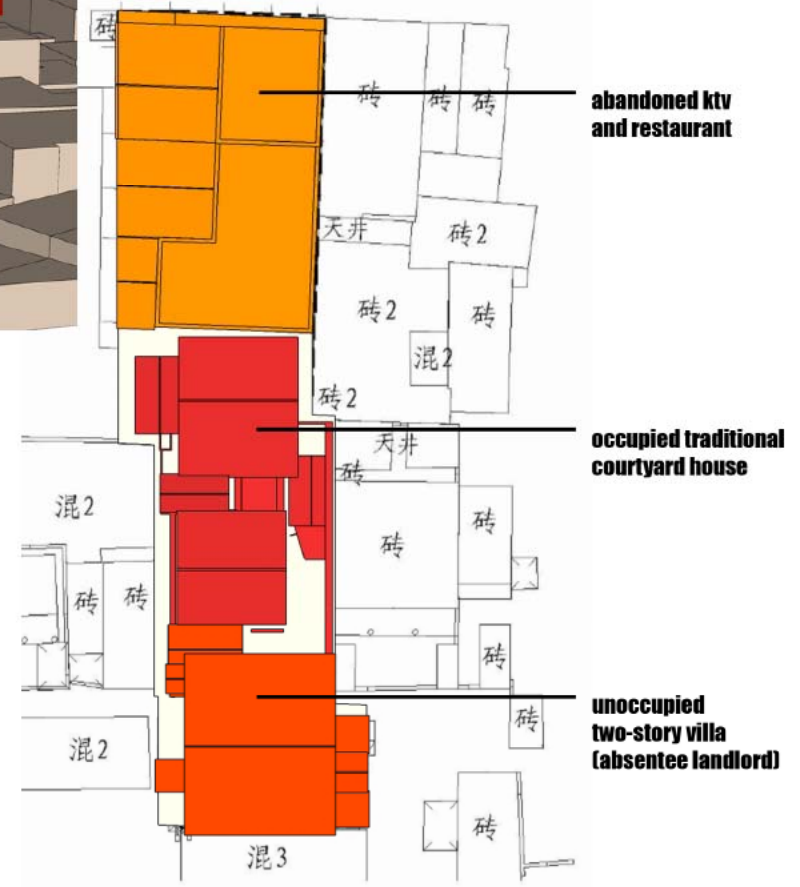 砖
砖
砖
砖
abandoned ktv
and restaurant
天井
砖2
砖2
砖
混2
砖2
天井
occupied traditional
courtyard house
砖
混2
砖
砖
砖
砖
砖
unoccupied
two-story villa
(absentee landlord)
砖
混2
砖
混3